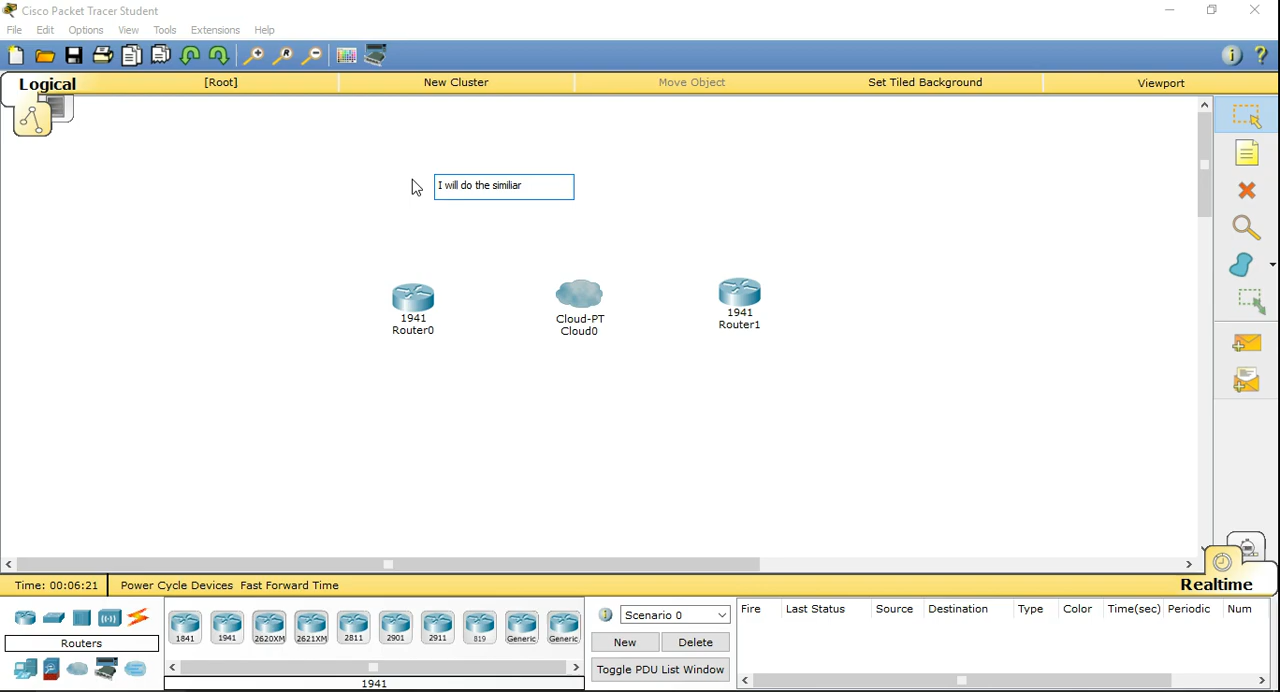 Cisco Packet Tracer Student
File Edit Options View Tools Extensions Help
Logical [Root] New Cluster Move Object Set Tiled Background Viewport
I will do the similiar
1941
Router0
Cloud-PT
Cloud0
1941
Router1
Time: 00:06:21 Power Cycle Devices Fast Forward Time
Realtime
Routers
1841 1941 2620XM 2621XM 2811 2901 2911 819 Generic Generic
1941
Scenario 0
New Delete
Toggle PDU List Window
Fire Last Status Source Destination Type Color Time(sec) Periodic Num